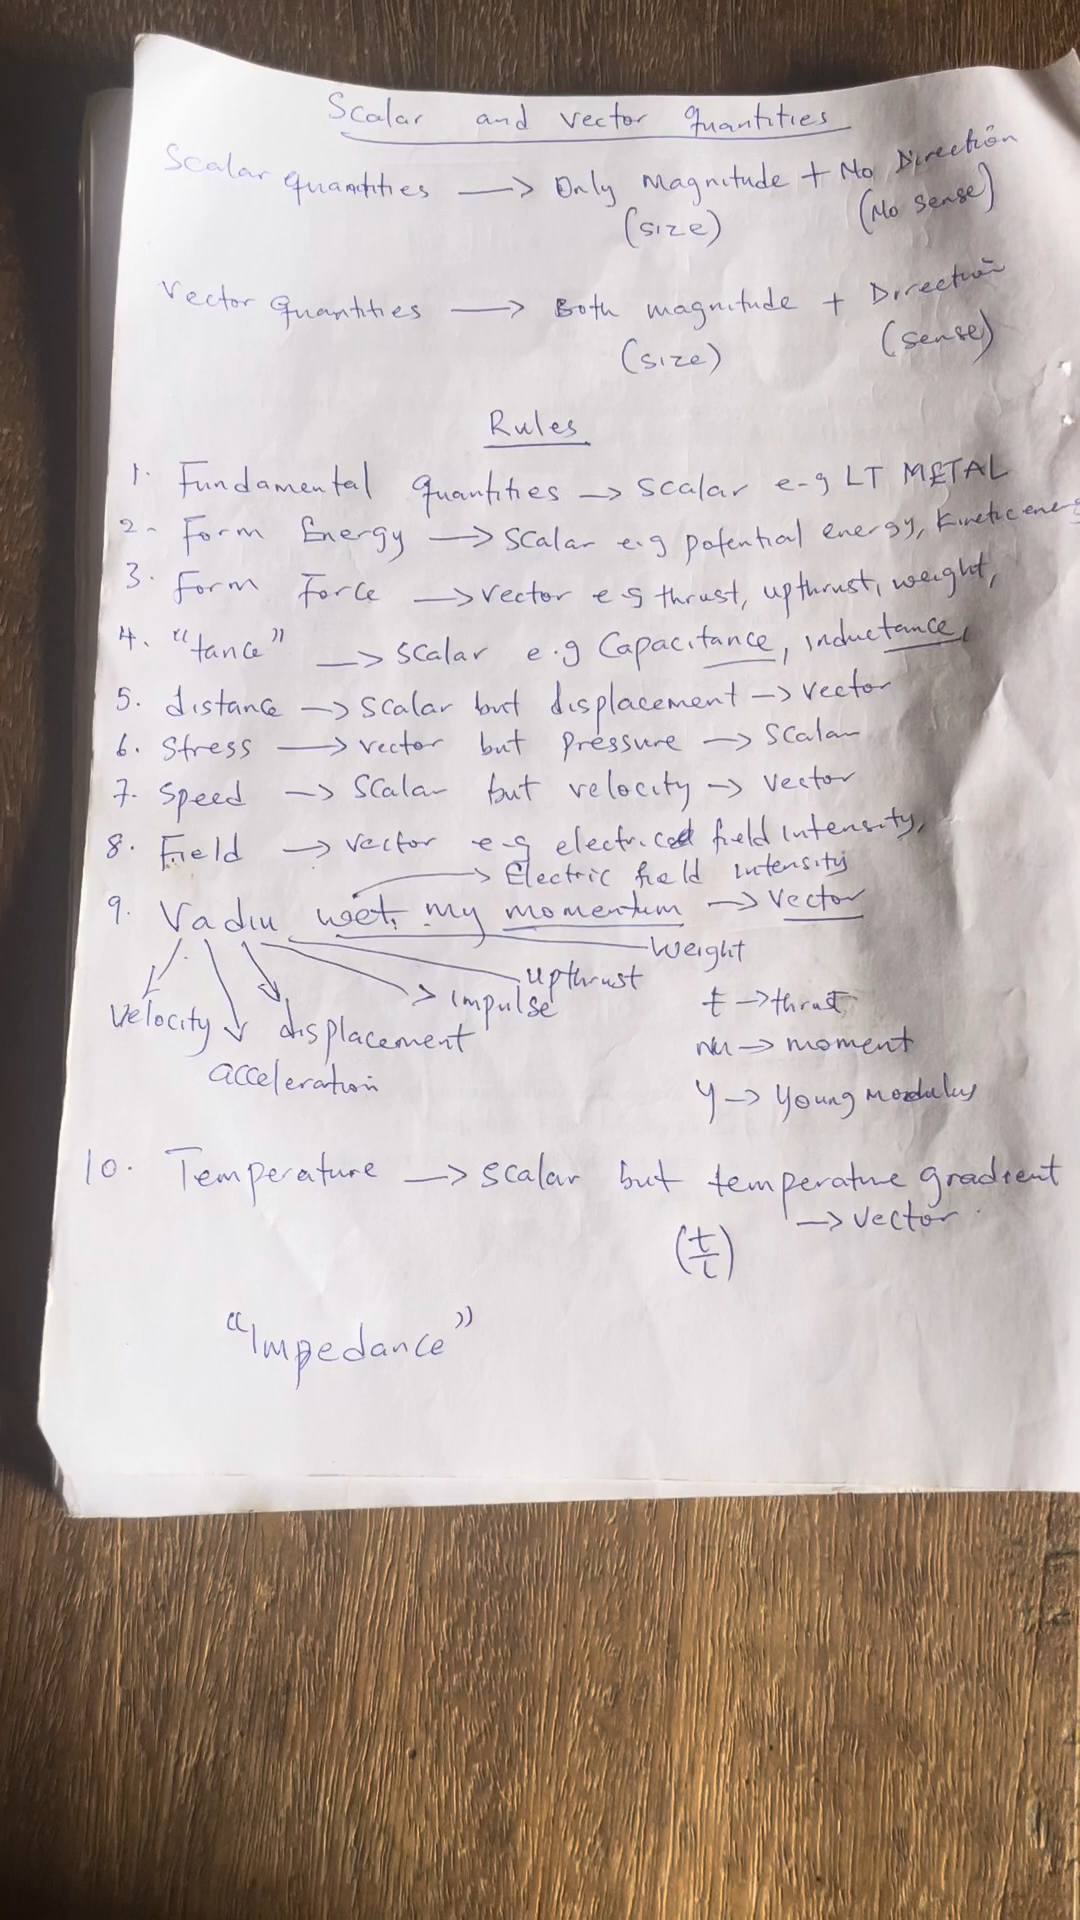 Scalar and vector quantities
Scalar quantities —> Only magnitude + No Direction
(size) (No sense)
Vector quantities —> Both magnitude + Direction
(size) (sense)
Rules
1. Fundamental quantities —> scalar e-g LT METAL
2- Form Energy —> scalar e.g potential energy, Kinetic energ
3. Form Force —> vector e g thrust, upthrust, weight,
4. "tance" —> scalar e.g Capacitance, inductance,
5. distance —> scalar but displacement —> vector
6. Stress —> vector but pressure —> scalar
7. Speed —> scalar but velocity —> vector
8. Field —> vector e-g electrical field intensity,
—> Electric field intensity
9. Vadiu wet my momentum —> Vector
Weight
upthrust
> impulse
velocity displacement
acceleration
t —> thrust
m —> moment
y —> young modulus
10. Temperature —> scalar but temperature gradient
—> vector
(t/l)
"Impedance"